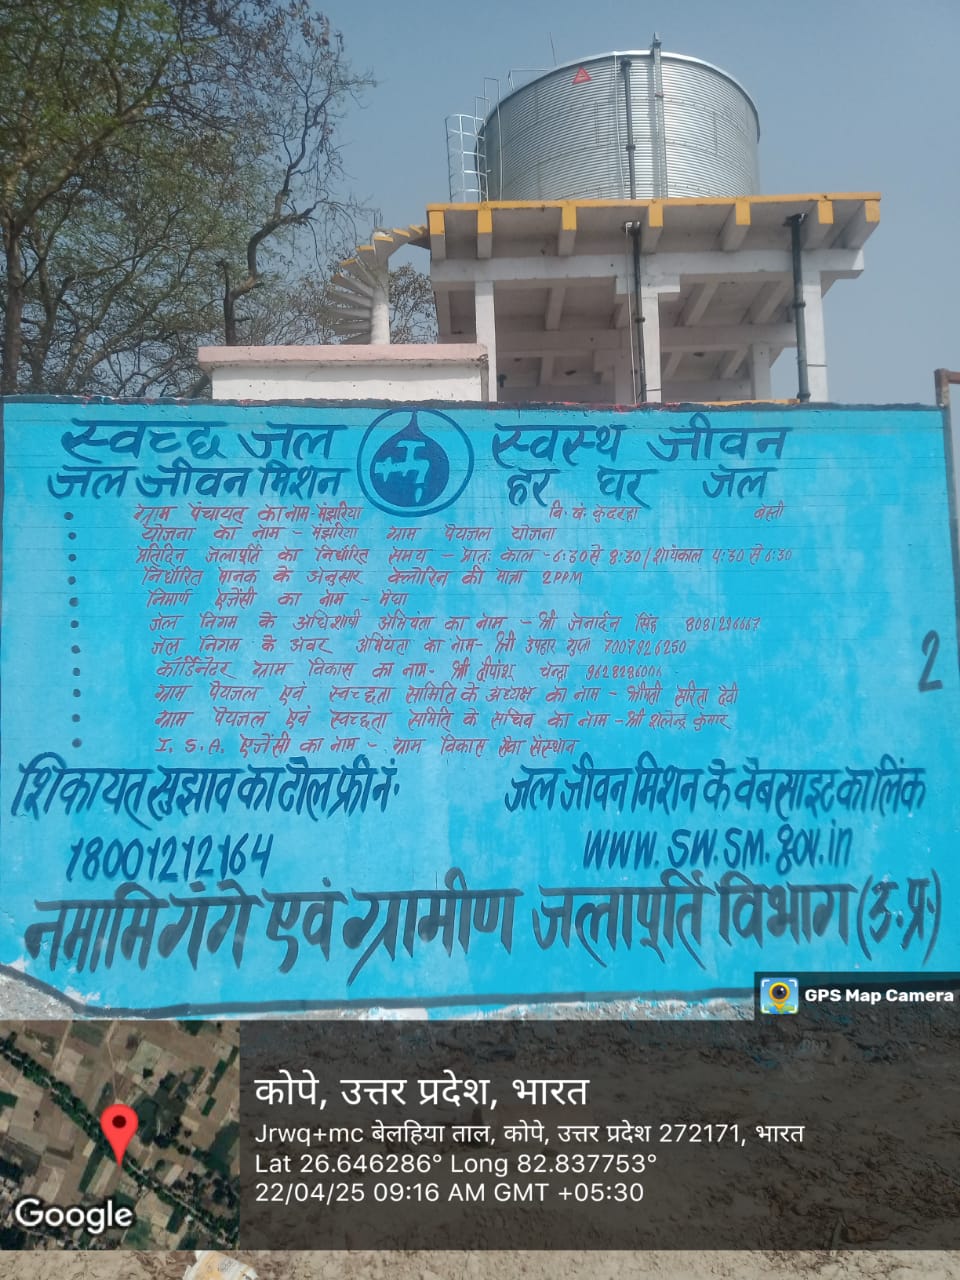 स्वच्छ जल स्वस्थ जीवन
जल जीवन मिशन हर घर जल
ग्राम पंचायत का नाम- मंझरिया वि. खं. कुदरहा बस्ती
योजना का नाम - मंझरिया ग्राम पेयजल योजना
प्रतिदिन जलापूर्ति का निर्धारित समय - प्रातः काल - 6:30 से 8:30 / शायंकाल 4:30 से 6:30
निर्धारित मानक के अनुसार क्लोरिन की मात्रा 2PPM
निमार्ण एजेंसी का नाम - मेघा
जल निगम के अधिशाषी अभियंता का नाम - श्री जनार्दन सिंह
जल निगम के अवर अभियंता का नाम- श्री उपहार गुप्ता 7007926250
कॉर्डिनेटर ग्राम विकास का नाम- श्री दीपांश चन्द्रा
ग्राम पेयजल एवं स्वच्छता समिति के अध्यक्ष का नाम - श्रीमती सरिता देवी
ग्राम पेयजल एवं स्वच्छता समिति के सचिव का नाम - श्री शैलेन्द्र कुमार
I. S. A. एजेंसी का नाम - ग्राम विकास सेवा संस्थान
2
शिकायत सुझाव का टोल फ्री नं. जल जीवन मिशन के वेबसाइट का लिंक
18001212164 www.sw.sm.gov.in
नमामि गंगे एवं ग्रामीण जलापूर्ति विभाग (उ.प्र.)
GPS Map Camera
कोपे, उत्तर प्रदेश, भारत
Jrwq+mc बेलहिया ताल, कोपे, उत्तर प्रदेश 272171, भारत
Lat 26.646286° Long 82.837753°
22/04/25 09:16 AM GMT +05:30
Google